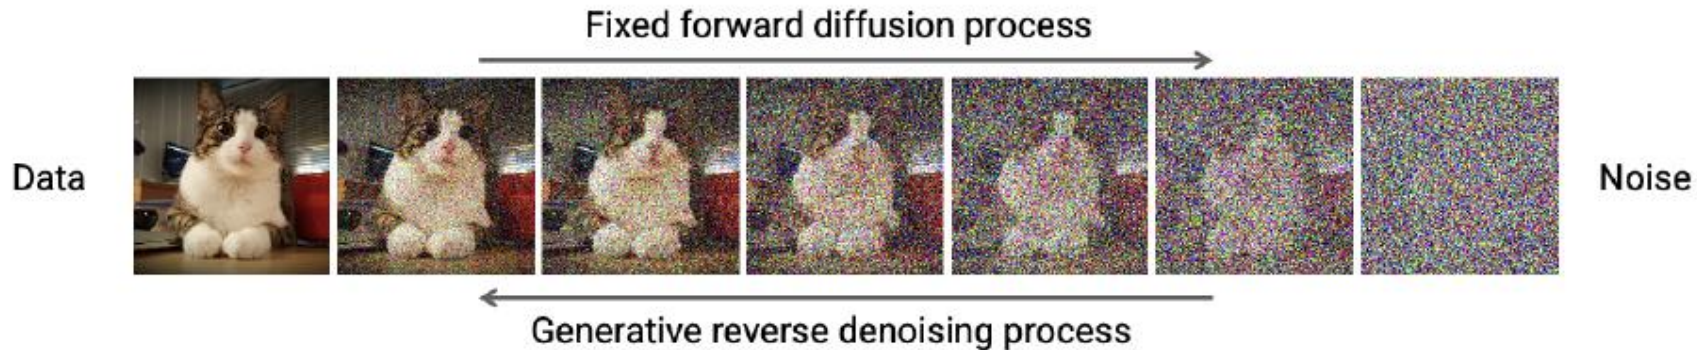 Fixed forward diffusion process
Data
Noise
Generative reverse denoising process